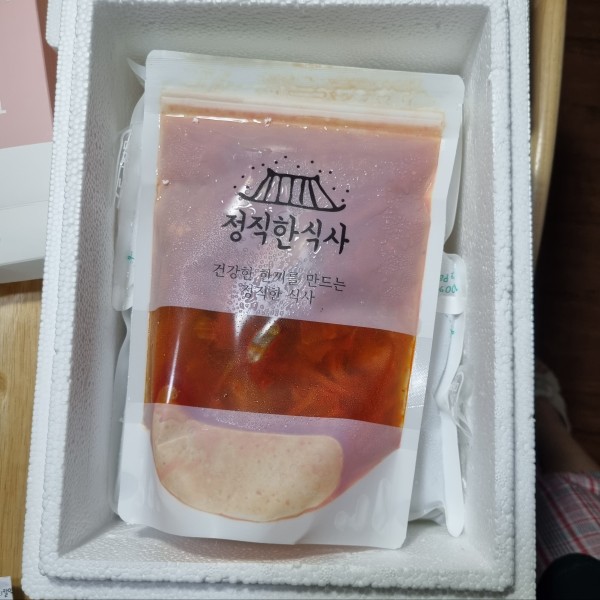 정직한식사
건강한 한끼를 만드는
정직한 식사